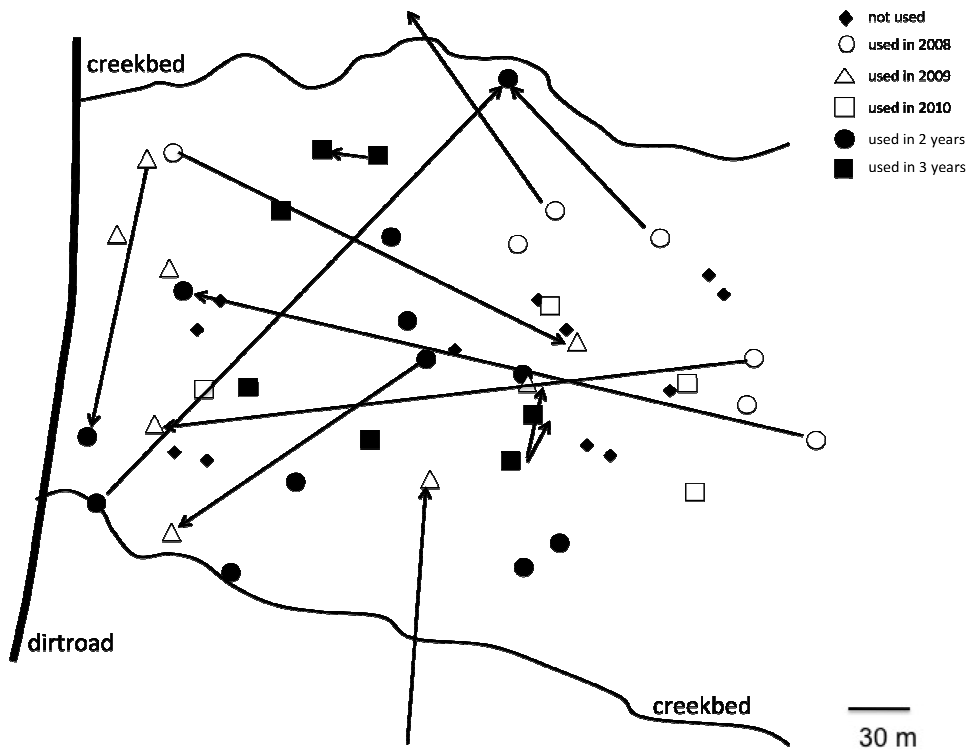 not used
used in 2008
creekbed
used in 2009
used in 2010
used in 2 years
used in 3 years
dirtroad
creekbed
30 m